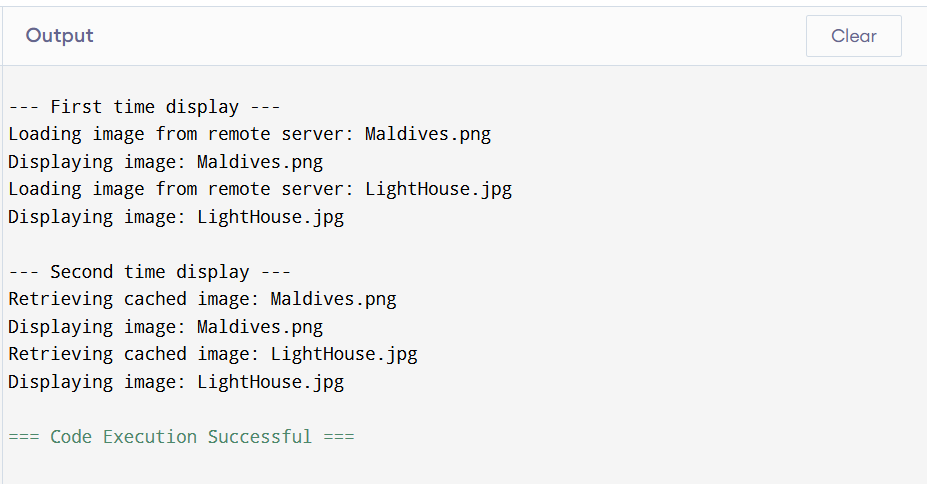 Output
Clear
--- First time display ---
Loading image from remote server: Maldives.png
Displaying image: Maldives.png
Loading image from remote server: LightHouse.jpg
Displaying image: LightHouse.jpg
--- Second time display ---
Retrieving cached image: Maldives.png
Displaying image: Maldives.png
Retrieving cached image: LightHouse.jpg
Displaying image: LightHouse.jpg
=== Code Execution Successful ===